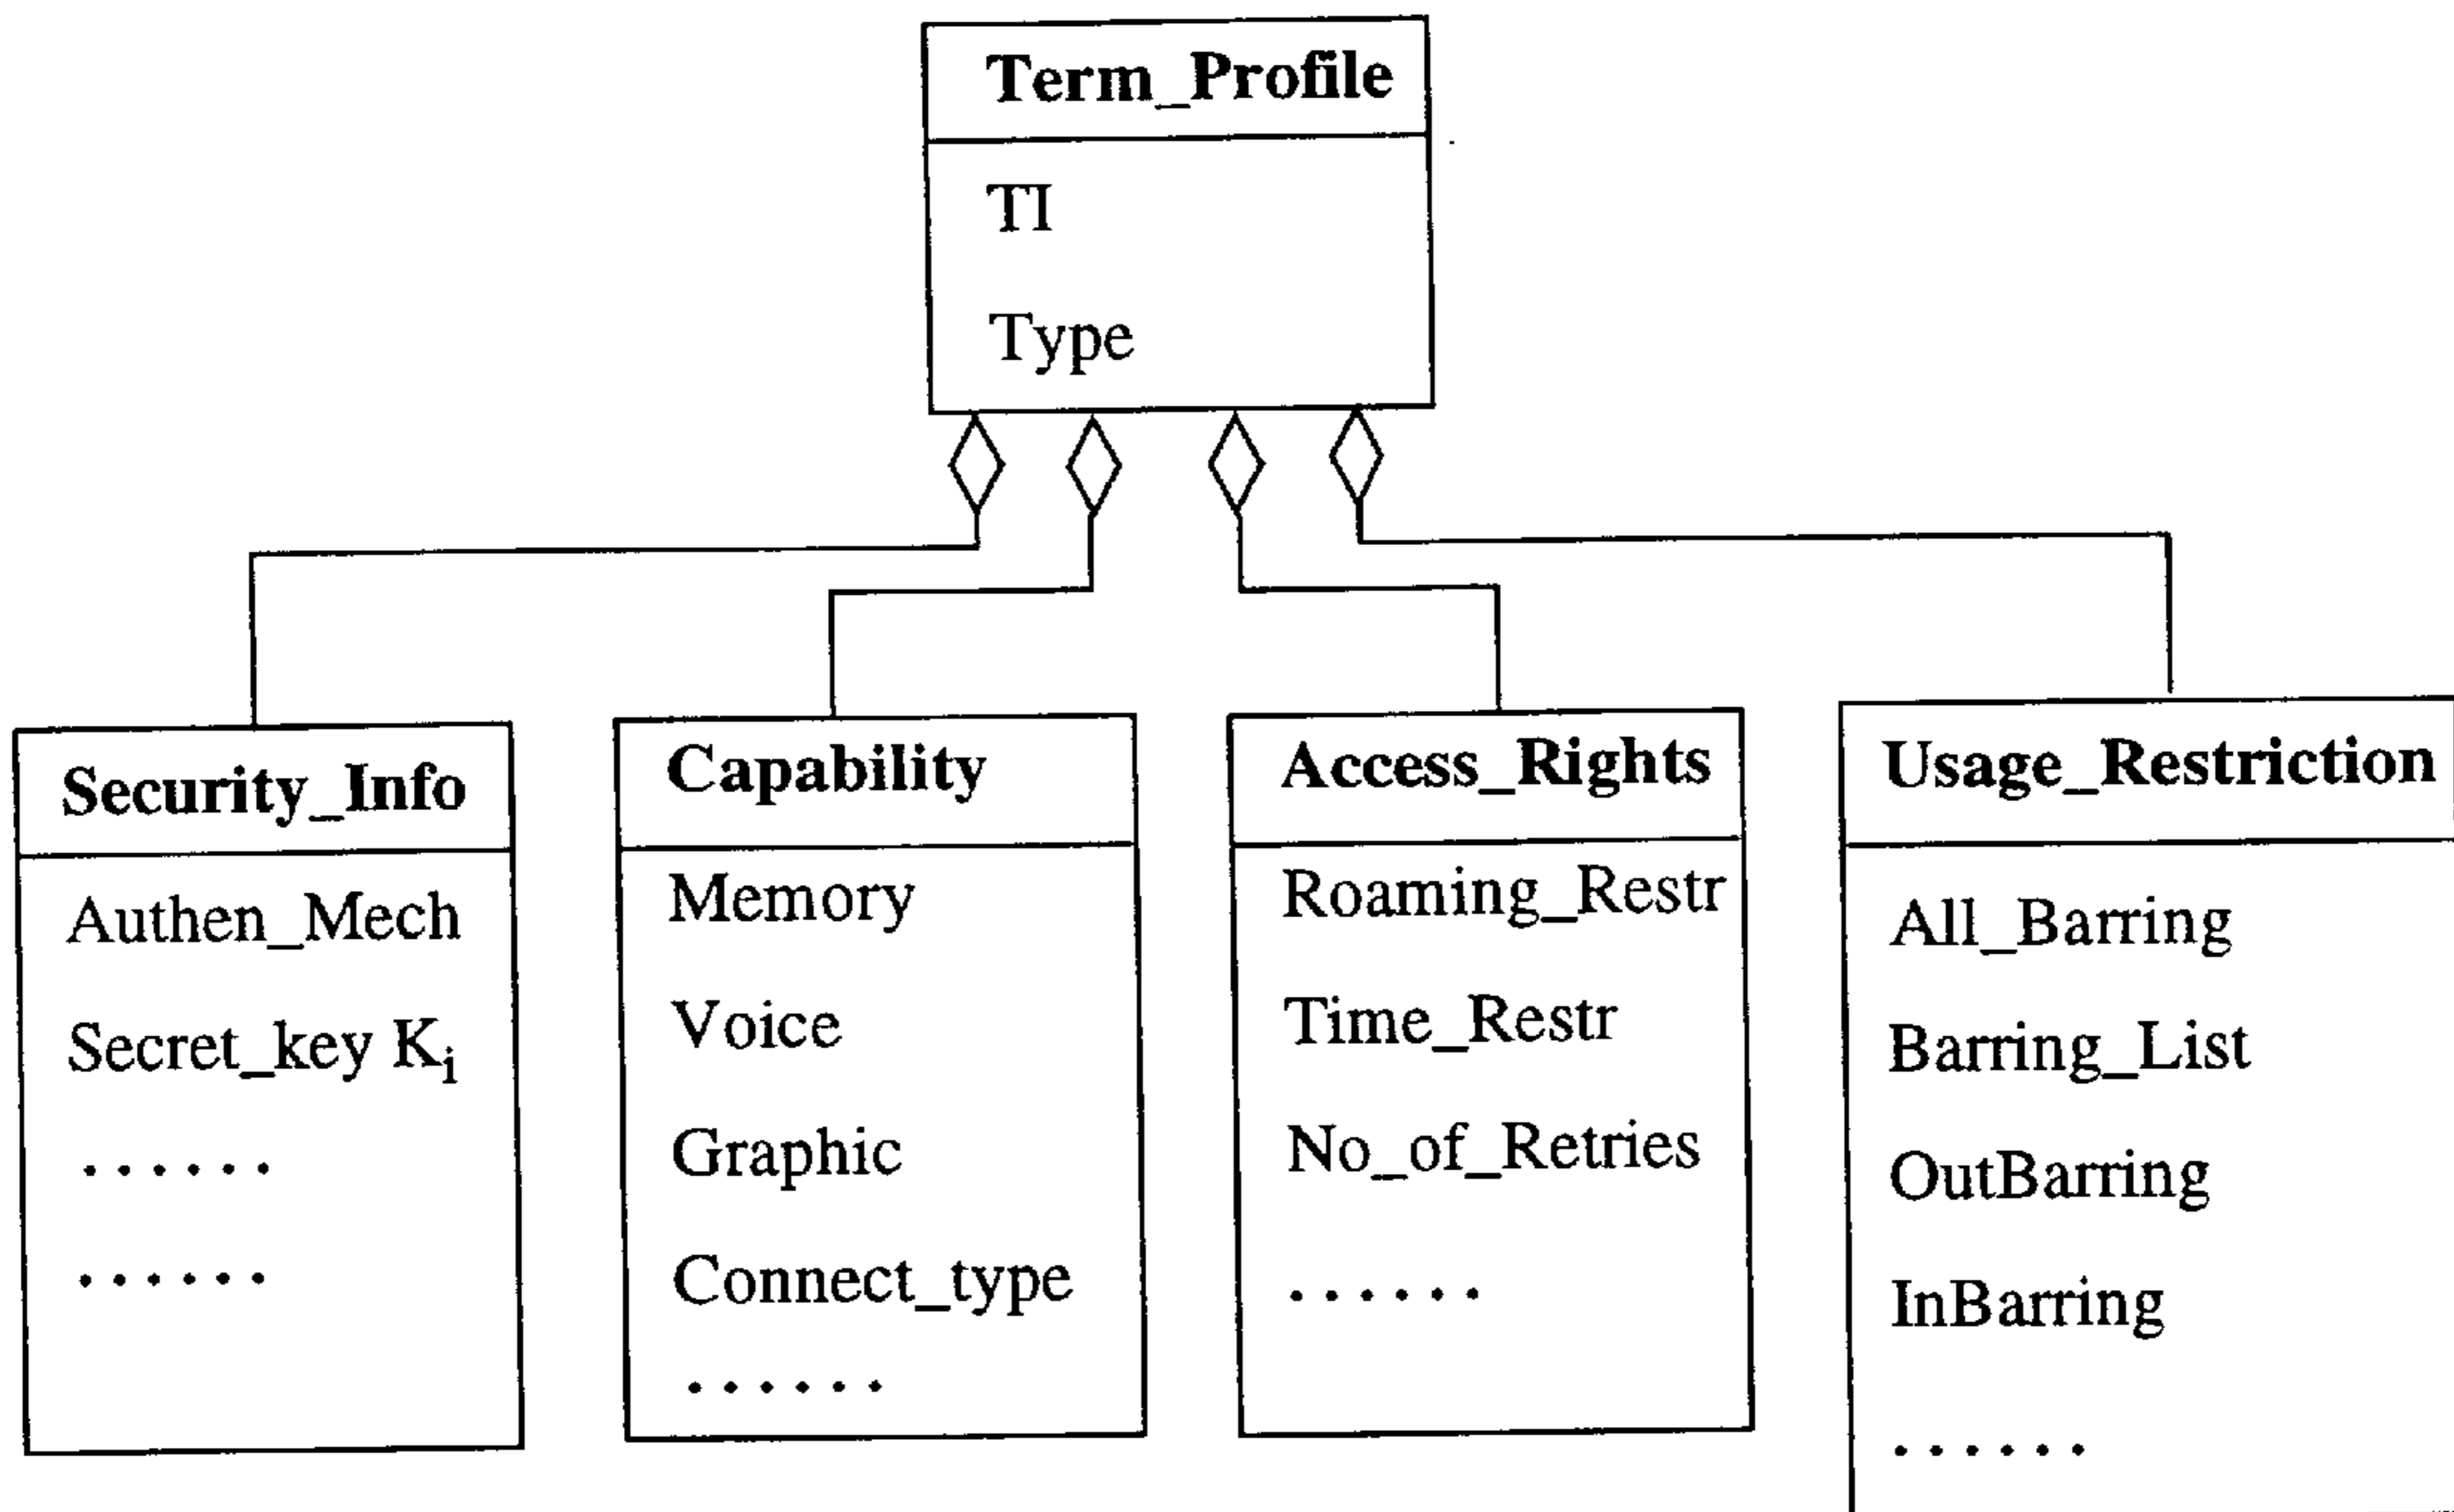 Term_Profile
TI
Type
Security_Info
Authen_Mech
Secret_key Ki
......
......
Capability
Memory
Voice
Graphic
Connect_type
......
Access_Rights
Roaming_Restr
Time_Restr
No_of_Retries
......
Usage_Restriction
All_Barring
Barring_List
OutBarring
InBarring
......